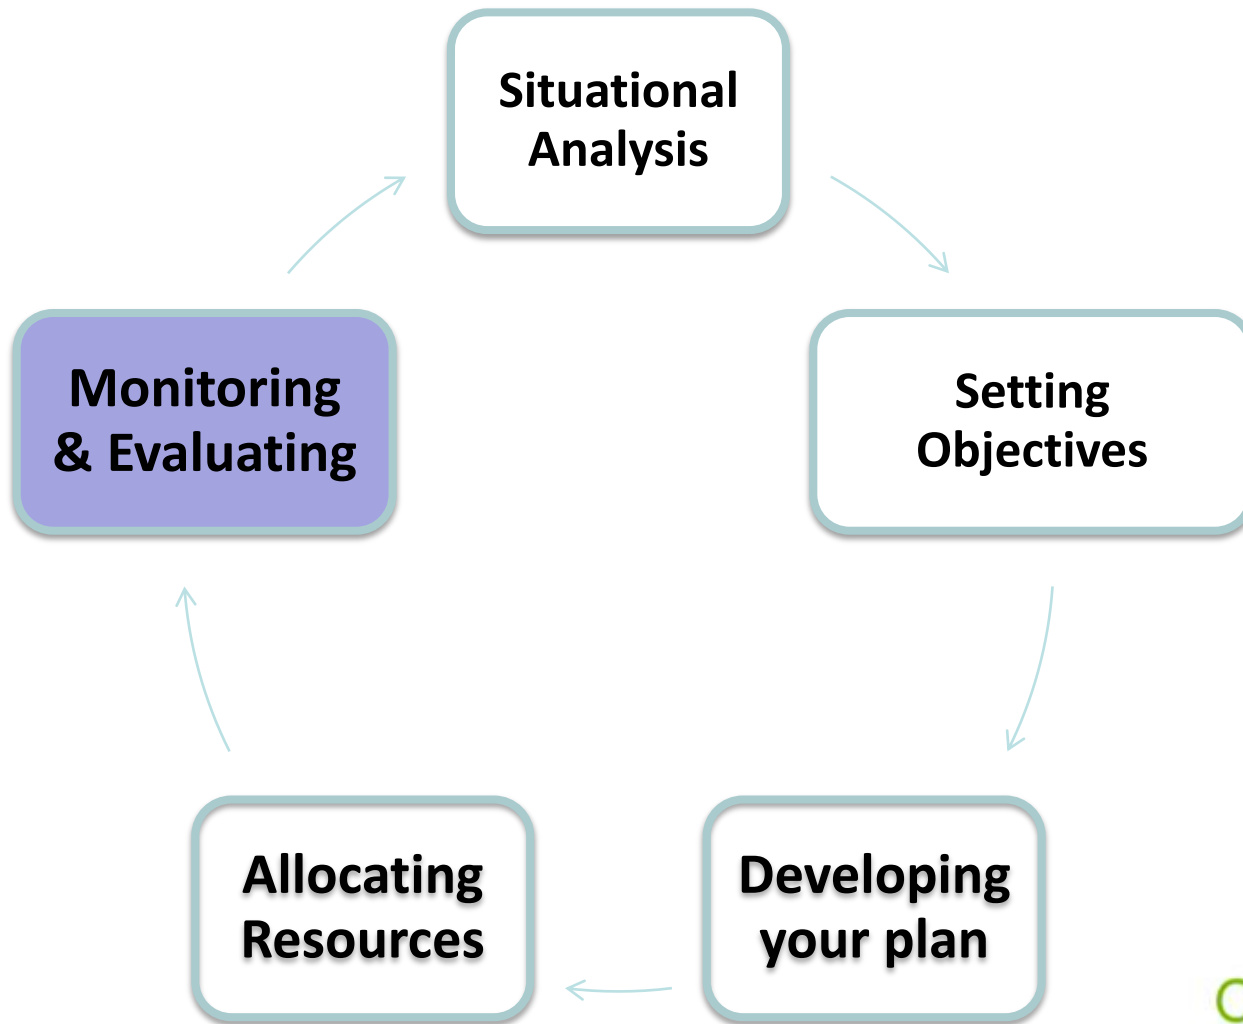 Situational
Analysis
Setting
Objectives
Developing
your plan
Allocating
Resources
Monitoring
& Evaluating